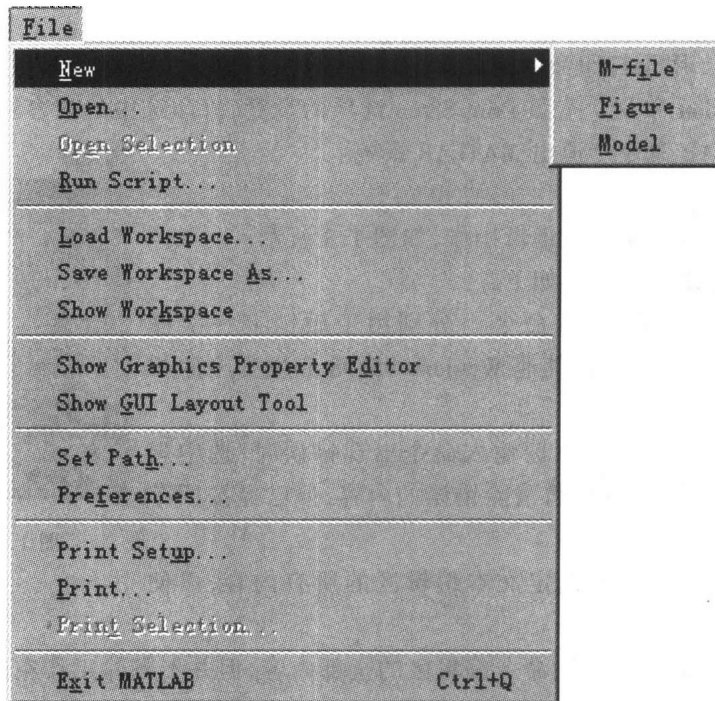 File
New
M-file
Figure
Model
Open...
Open Selection
Run Script...
Load Workspace...
Save Workspace As...
Show Workspace
Show Graphics Property Editor
Show GUI Layout Tool
Set Path...
Preferences...
Print Setup...
Print...
Print Selection...
Exit MATLAB Ctrl+Q